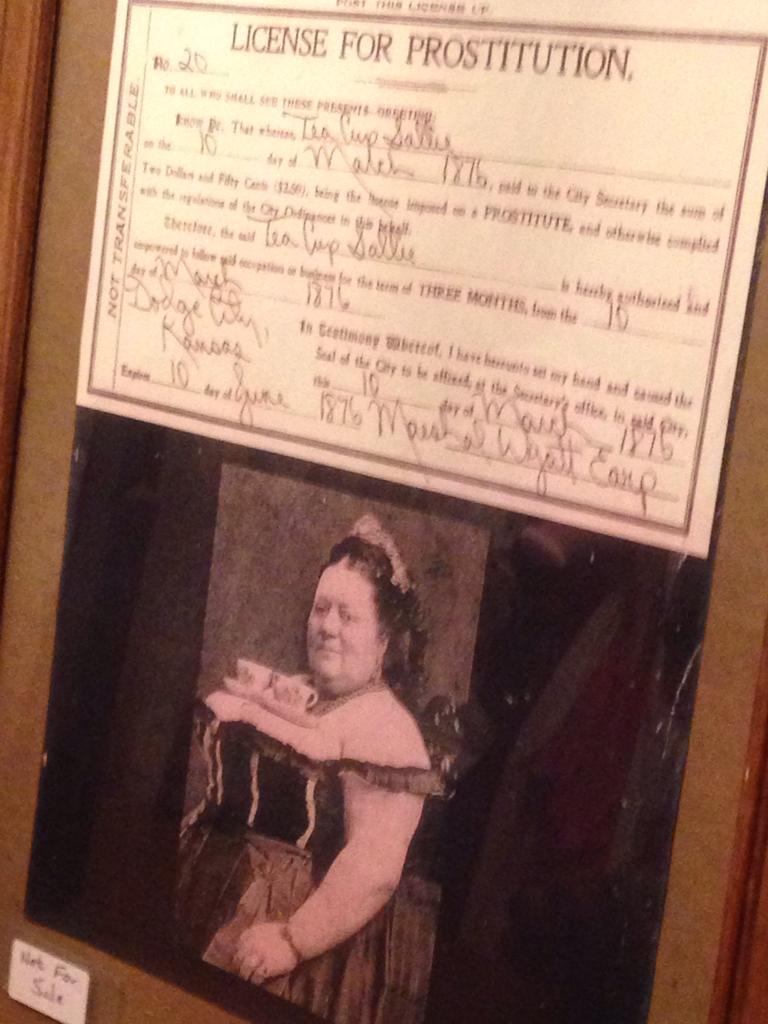 POST THIS LICENSE UP.
LICENSE FOR PROSTITUTION.
No. 20
TO ALL WHO SHALL SEE THESE PRESENTS GREETING:
Know Ye, That whereas, Tea Cup Sallie
on the 10 day of March 1876, paid to the City Secretary the sum of
Two Dollars and Fifty Cents ($2.50), being the license imposed on a PROSTITUTE, and otherwise complied
with the regulations of the City Ordinances in this behalf.
Therefore, the said Tea Cup Sallie is hereby authorized and
empowered to follow said occupation or business for the term of THREE MONTHS, from the 10
day of March 1876
Dodge City,
Kansas
In Testimony Whereof, I have hereunto set my hand and caused the
Seal of the City to be affixed, at the Secretary's office, in said City,
this 10 day of March 1876
Expires 10 day of June 1876
Marshal Wyatt Earp
NOT TRANSFERABLE.
Not For
Sale